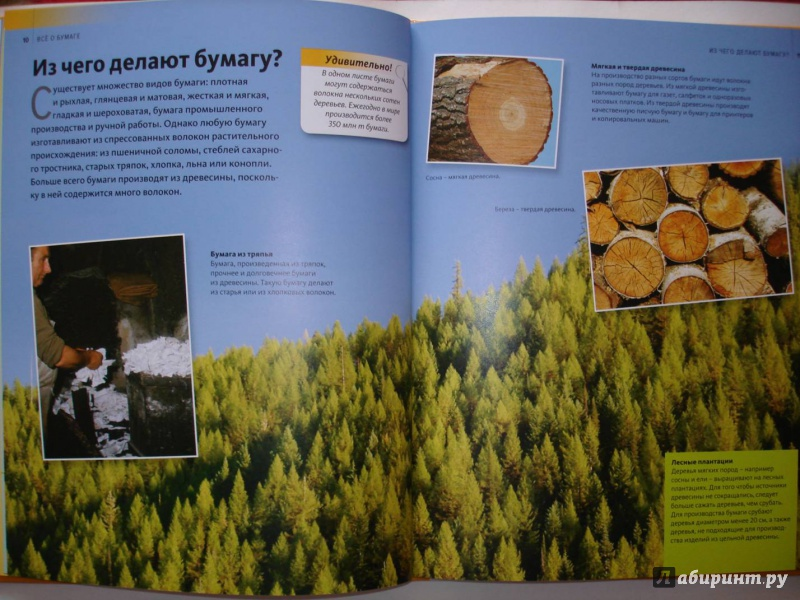 10 ВСЁ О БУМАГЕ
Из чего делают бумагу?
Существует множество видов бумаги: плотная
и рыхлая, глянцевая и матовая, жесткая и мягкая,
гладкая и шероховатая, бумага промышленного
производства и ручной работы. Однако любую бумагу
изготавливают из спрессованных волокон растительного
происхождения: из пшеничной соломы, стеблей сахарно-
го тростника, старых тряпок, хлопка, льна или конопли.
Больше всего бумаги производят из древесины, посколь-
ку в ней содержится много волокон.
Удивительно!
В одном листе бумаги
могут содержаться
волокна нескольких сотен
деревьев. Ежегодно в мире
производится более
350 млн т бумаги.
Бумага из тряпья
Бумага, произведенная из тряпок,
прочнее и долговечнее бумаги
из древесины. Такую бумагу делают
из старья или из хлопковых волокон.
ИЗ ЧЕГО ДЕЛАЮТ БУМАГУ?
Сосна – мягкая древесина.
Мягкая и твердая древесина
На производство разных сортов бумаги идут волокна
разных пород деревьев. Из мягкой древесины изго-
тавливают бумагу для газет, салфеток и одноразовых
носовых платков. Из твердой древесины производят
качественную писчую бумагу и бумагу для принтеров
и копировальных машин.
Береза – твердая древесина.
Лесные плантации
Деревья мягких пород – например
сосны и ели – выращивают на лесных
плантациях. Для того чтобы источники
древесины не сокращались, следует
больше сажать деревьев, чем срубать.
Для производства бумаги срубают
деревья диаметром менее 20 см, а также
деревья, не подходящие для производ-
ства изделий из цельной древесины.
Лабиринт.ру